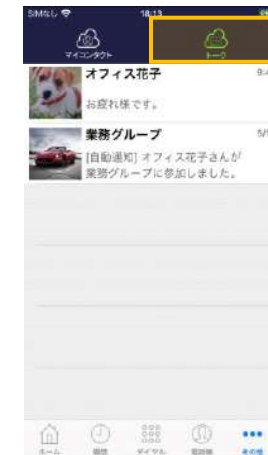 SIMなし 18:13
マイコンタクト トーク
オフィス花子
お疲れ様です。
業務グループ
[自動通知] オフィス花子さんが
業務グループに参加しました。
ホーム 履歴 ダイヤル 電話帳 その他